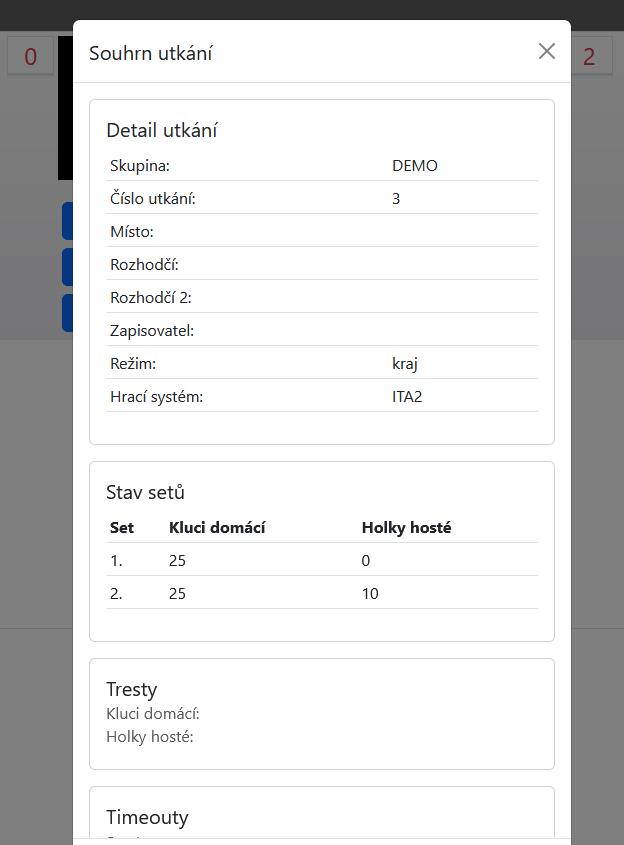 Souhrn utkání
0
2
Detail utkání
Skupina: DEMO
Číslo utkání: 3
Místo:
Rozhodčí:
Rozhodčí 2:
Zapisovatel:
Režim: kraj
Hrací systém: ITA2
Stav setů
Set Kluci domácí Holky hosté
1. 25 0
2. 25 10
Tresty
Kluci domácí:
Holky hosté:
Timeouty